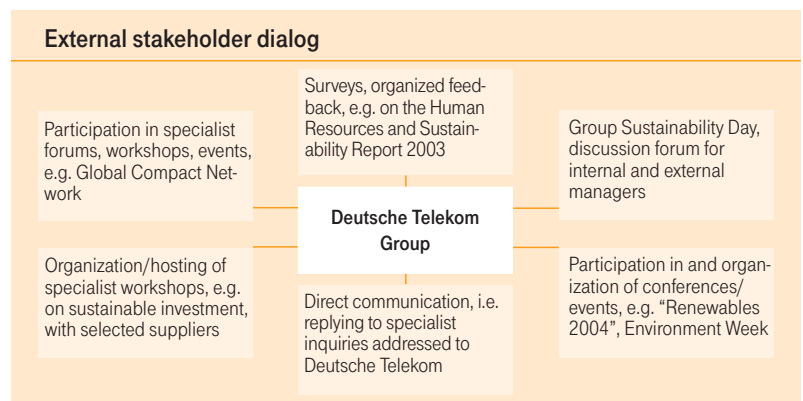 External stakeholder dialog
Surveys, organized feed-
back, e.g. on the Human
Resources and Sustain-
ability Report 2003
Participation in specialist
forums, workshops, events,
e.g. Global Compact Net-
work
Group Sustainability Day,
discussion forum for
internal and external
managers
Deutsche Telekom
Group
Organization/hosting of
specialist workshops, e.g.
on sustainable investment,
with selected suppliers
Direct communication, i.e.
replying to specialist
inquiries addressed to
Deutsche Telekom
Participation in and organ-
ization of conferences/
events, e.g. “Renewables
2004”, Environment Week